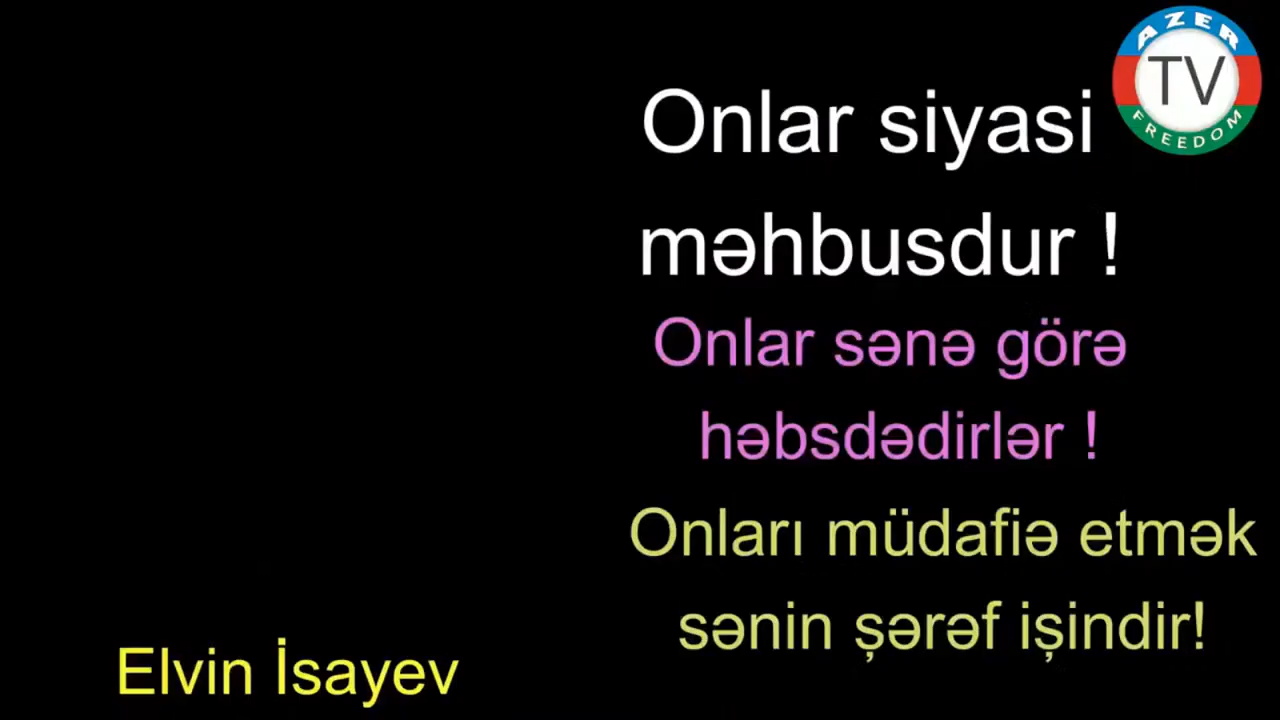 AZER
TV
FREEDOM
Onlar siyasi
məhbusdur !
Onlar sənə görə
həbsdədirlər !
Onları müdafiə etmək
sənin şərəf işindir!
Elvin İsayev